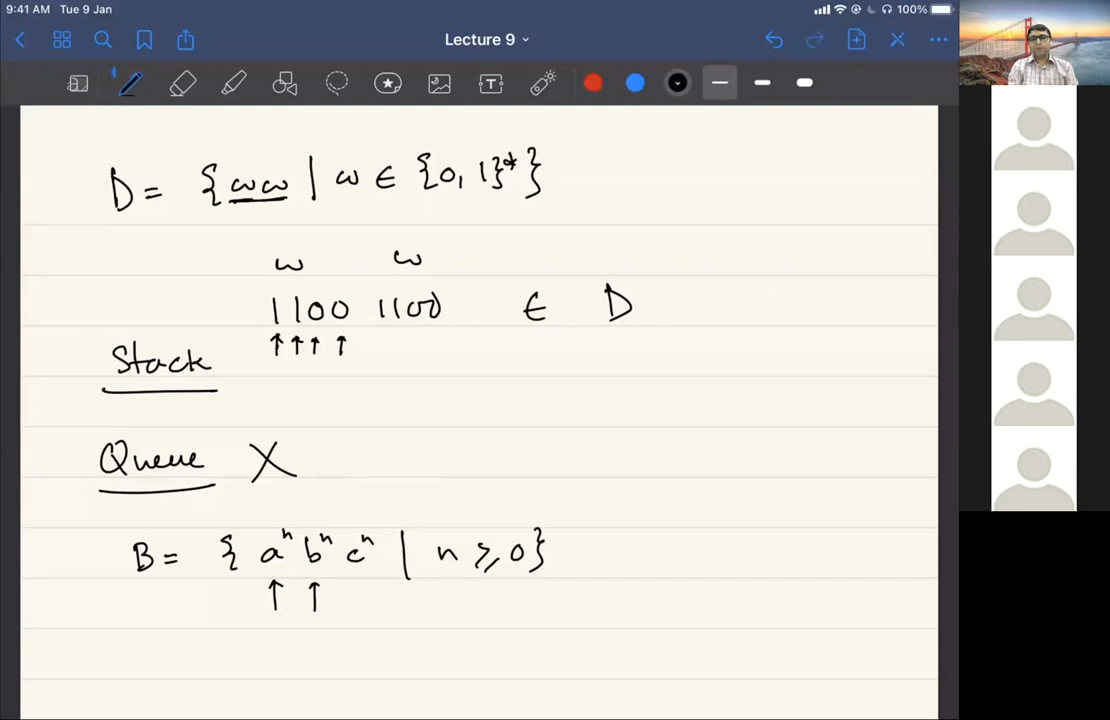 9:41 AM Tue 9 Jan 100%
Lecture 9
T
D = {ww | w ∈ {0, 1}*}
w w
1100 1100 ∈ D
↑↑↑ ↑
Stack
Queue X
B = { aⁿ bⁿ cⁿ | n ⩾ 0}
↑ ↑